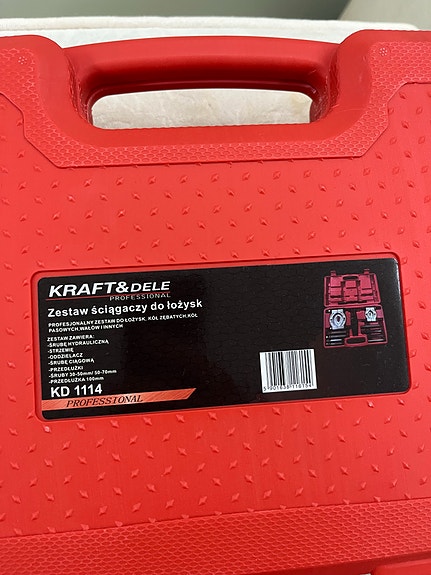 KRAFT&DELE
PROFESSIONAL
Zestaw ściągaczy do łożysk
PROFESJONALNY ZESTAW DO ŁOŻYSK, KÓŁ ZĘBATYCH,KÓŁ
PASOWYCH,WAŁÓW I INNYCH
ZESTAW ZAWIERA:
-ŚRUBĘ HYDRAULICZNĄ
-STRZEMIĘ
-ODDZIELACZ
-ŚRUBĘ CIĄGOWĄ
-PRZEDŁUŻKI
-ŚRUBY 30-50mm/ 50-70mm
-PRZEDŁUŻKA 100mm
KD 1114
PROFESSIONAL